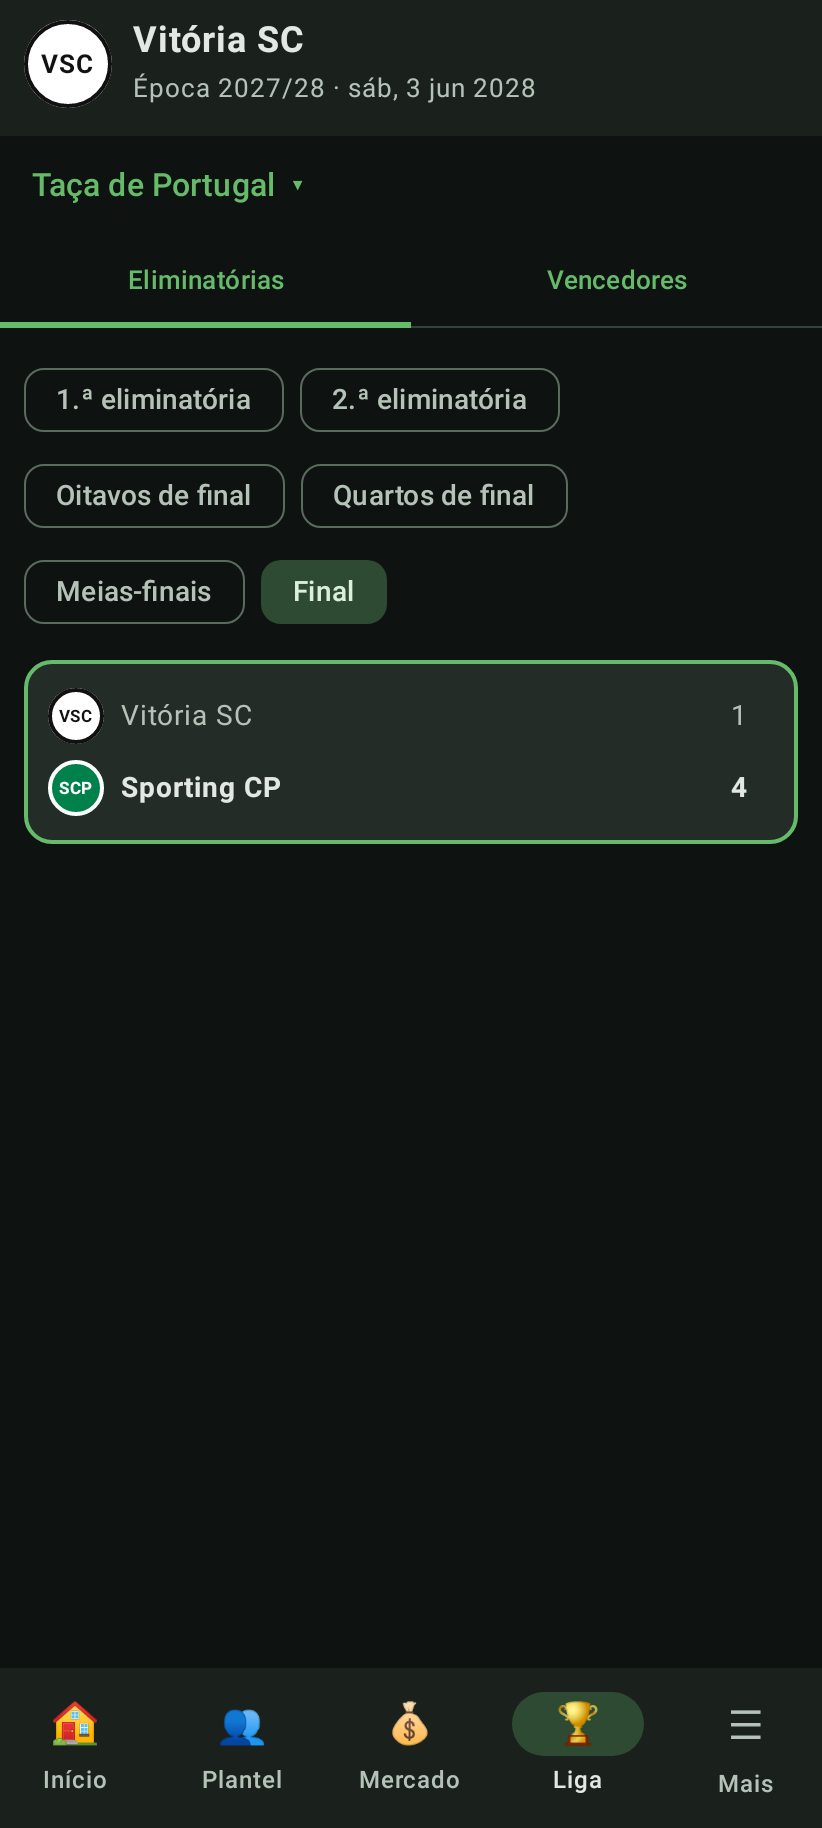 VSC
Vitória SC
Época 2027/28 · sáb, 3 jun 2028
Taça de Portugal ▼
Eliminatórias
Vencedores
1.ª eliminatória
2.ª eliminatória
Oitavos de final
Quartos de final
Meias-finais
Final
VSC Vitória SC 1
SCP Sporting CP 4
Início
Plantel
Mercado
Liga
Mais